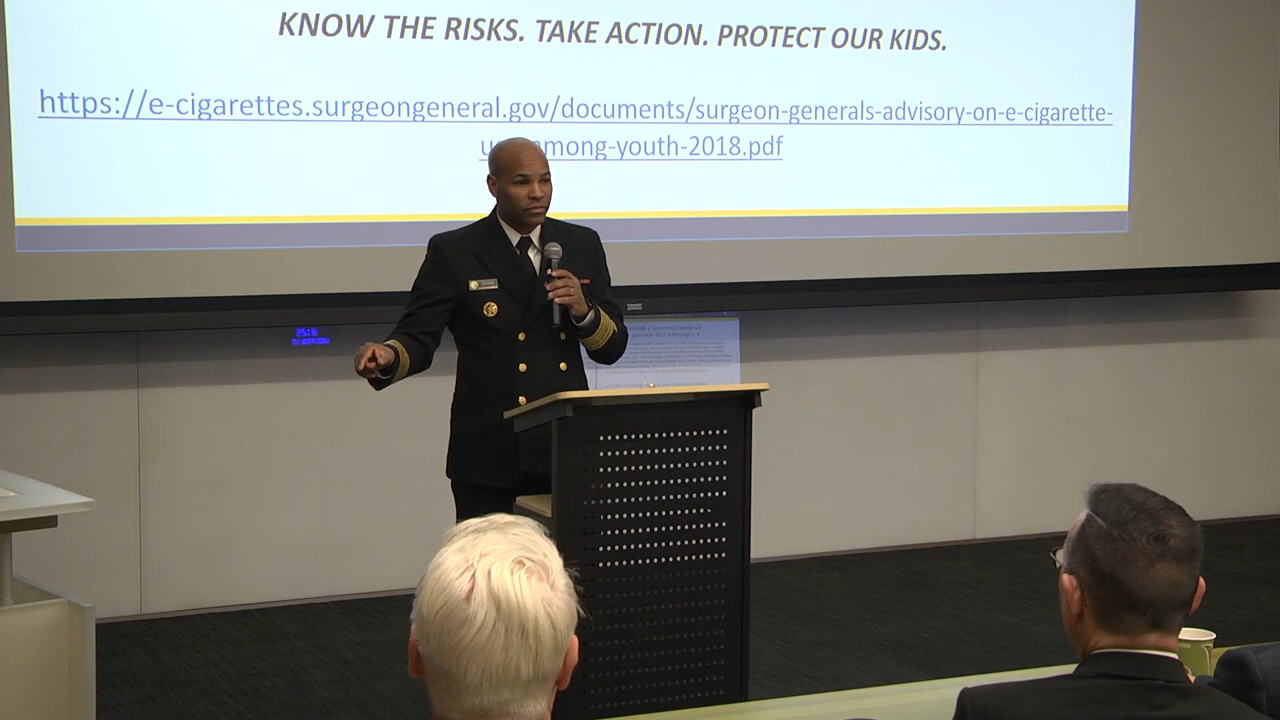 KNOW THE RISKS. TAKE ACTION. PROTECT OUR KIDS.
https://e-cigarettes.surgeongeneral.gov/documents/surgeon-generals-advisory-on-e-cigarette-
among-youth-2018.pdf